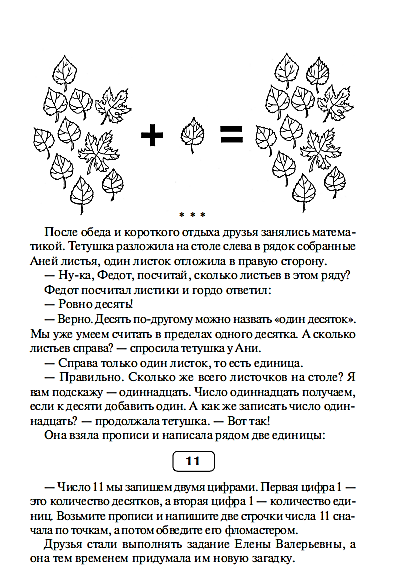 + =
* * *
После обеда и короткого отдыха друзья занялись матема-
тикой. Тетушка разложила на столе слева в рядок собранные
Аней листья, один листок отложила в правую сторону.
— Ну-ка, Федот, посчитай, сколько листьев в этом ряду?
Федот посчитал листики и гордо ответил:
— Ровно десять!
— Верно. Десять по-другому можно назвать «один десяток».
Мы уже умеем считать в пределах одного десятка. А сколько
листьев справа? — спросила тетушка у Ани.
— Справа только один листок, то есть единица.
— Правильно. Сколько же всего листочков на столе? Я
вам подскажу — одиннадцать. Число одиннадцать получаем,
если к десяти добавить один. А как же записать число один-
надцать? — продолжала тетушка. — Вот так!
Она взяла прописи и написала рядом две единицы:
11
— Число 11 мы запишем двумя цифрами. Первая цифра 1 —
это количество десятков, а вторая цифра 1 — количество еди-
ниц. Возьмите прописи и напишите две строчки числа 11 сна-
чала по точкам, а потом обведите его фломастером.
Друзья стали выполнять задание Елены Валерьевны, а
она тем временем придумала им новую загадку.